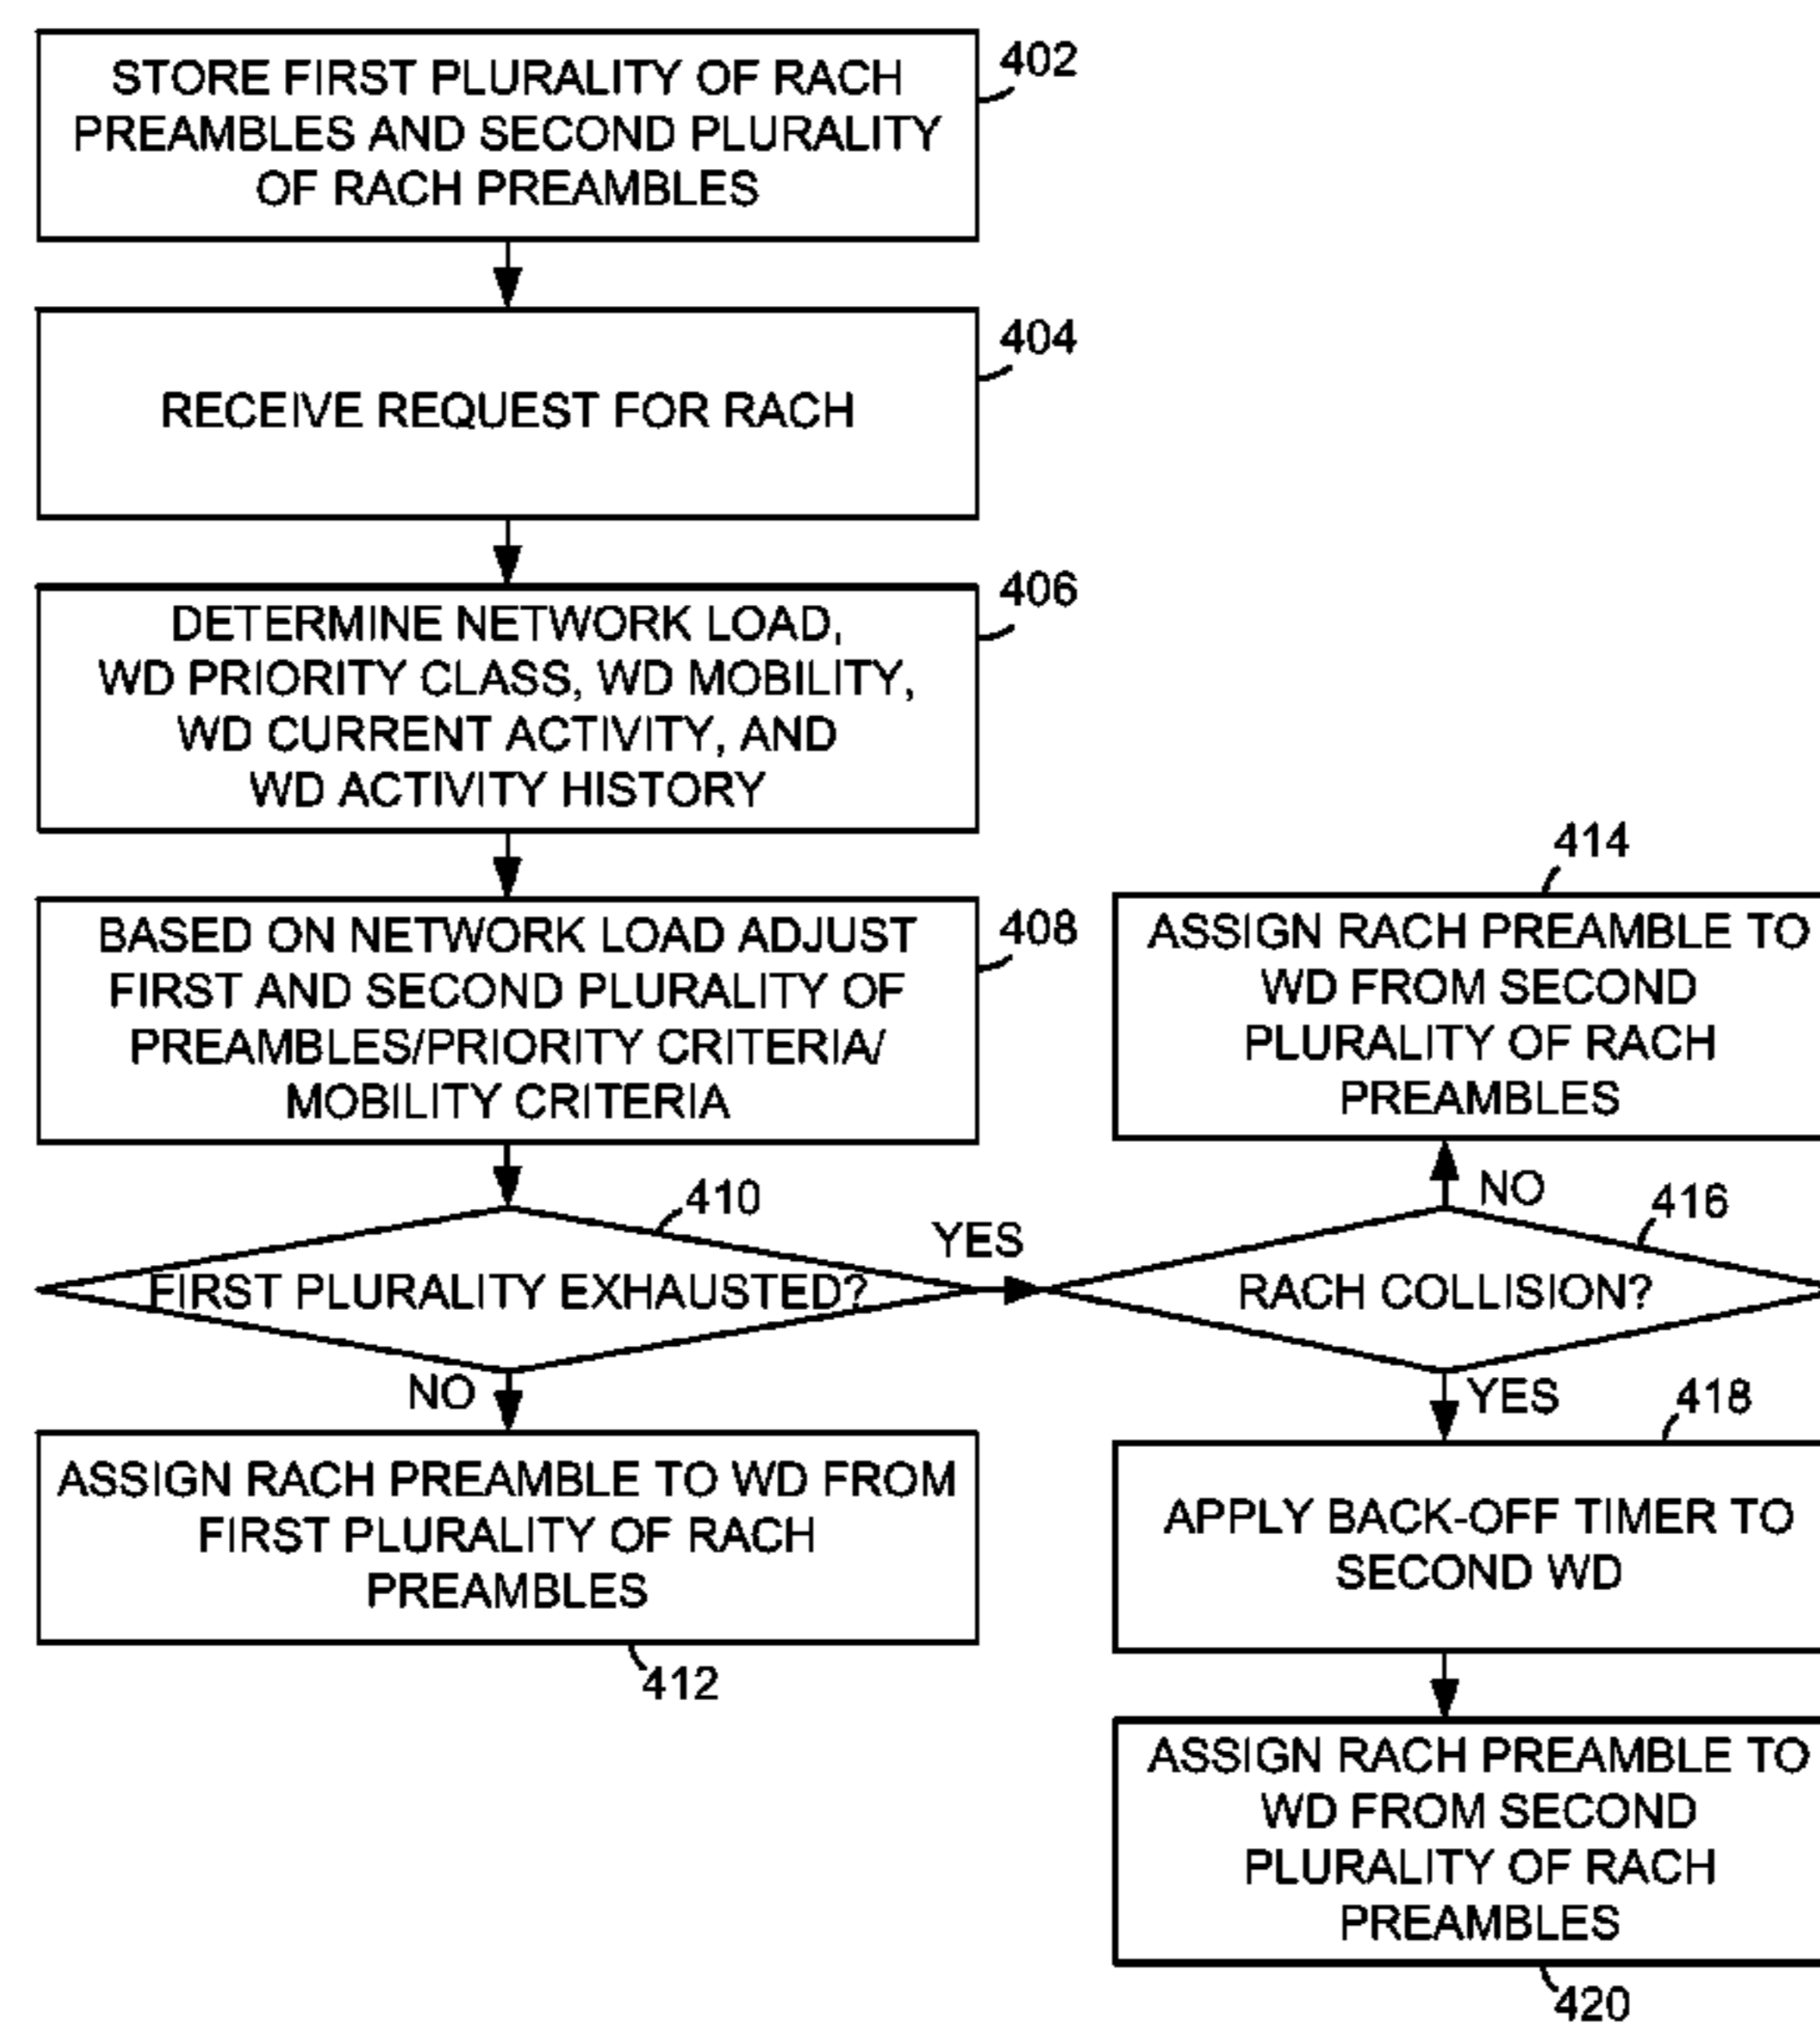 STORE FIRST PLURALITY OF RACH
PREAMBLES AND SECOND PLURALITY
OF RACH PREAMBLES
402
RECEIVE REQUEST FOR RACH
404
DETERMINE NETWORK LOAD,
WD PRIORITY CLASS, WD MOBILITY,
WD CURRENT ACTIVITY, AND
WD ACTIVITY HISTORY
406
BASED ON NETWORK LOAD ADJUST
FIRST AND SECOND PLURALITY OF
PREAMBLES/PRIORITY CRITERIA/
MOBILITY CRITERIA
408
FIRST PLURALITY EXHAUSTED?
410
YES
NO
ASSIGN RACH PREAMBLE TO WD FROM
FIRST PLURALITY OF RACH
PREAMBLES
412
414
ASSIGN RACH PREAMBLE TO
WD FROM SECOND
PLURALITY OF RACH
PREAMBLES
NO
416
RACH COLLISION?
YES
418
APPLY BACK-OFF TIMER TO
SECOND WD
ASSIGN RACH PREAMBLE TO
WD FROM SECOND
PLURALITY OF RACH
PREAMBLES
420